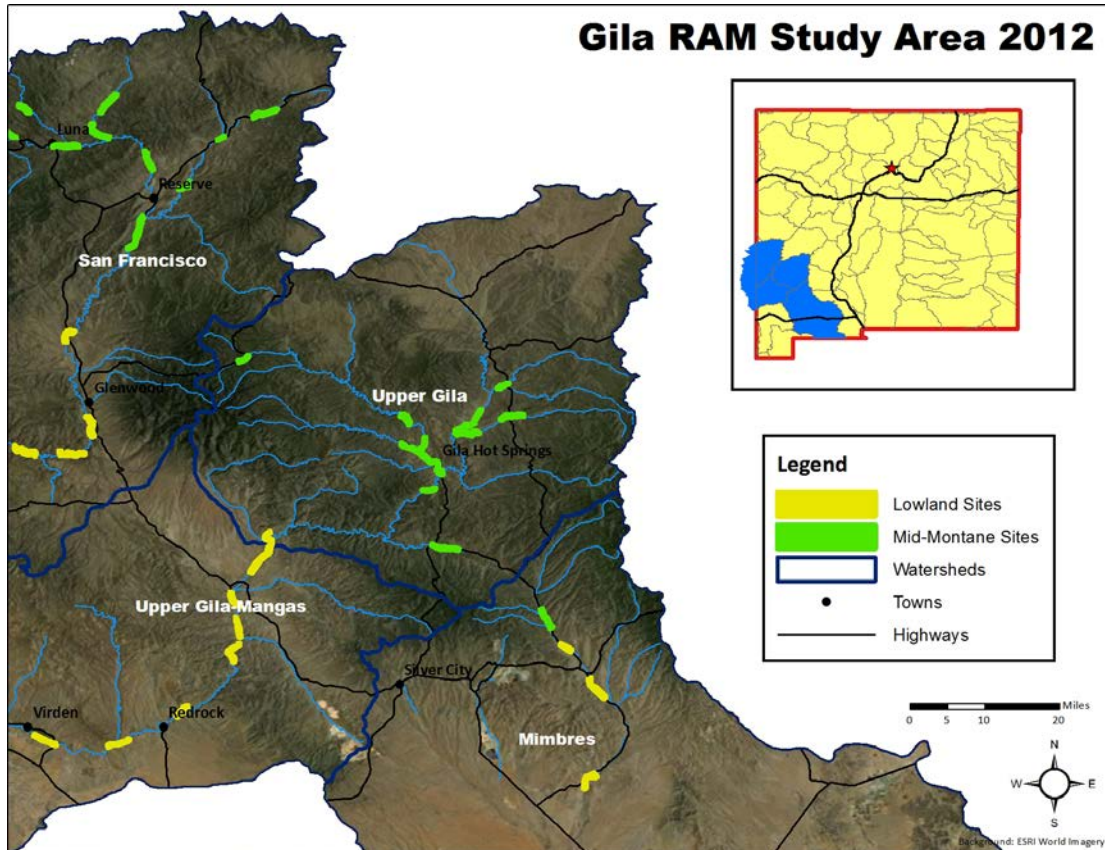 Gila RAM Study Area 2012
Luna
Reserve
San Francisco
Glenwood
Upper Gila
Gila Hot Springs
Upper Gila-Mangas
Silver City
Virden
Redrock
Mimbres
Legend
Lowland Sites
Mid-Montane Sites
Watersheds
Towns
Highways
Miles
0 5 10 20
N
W E
S
Background: ESRI World Imagery